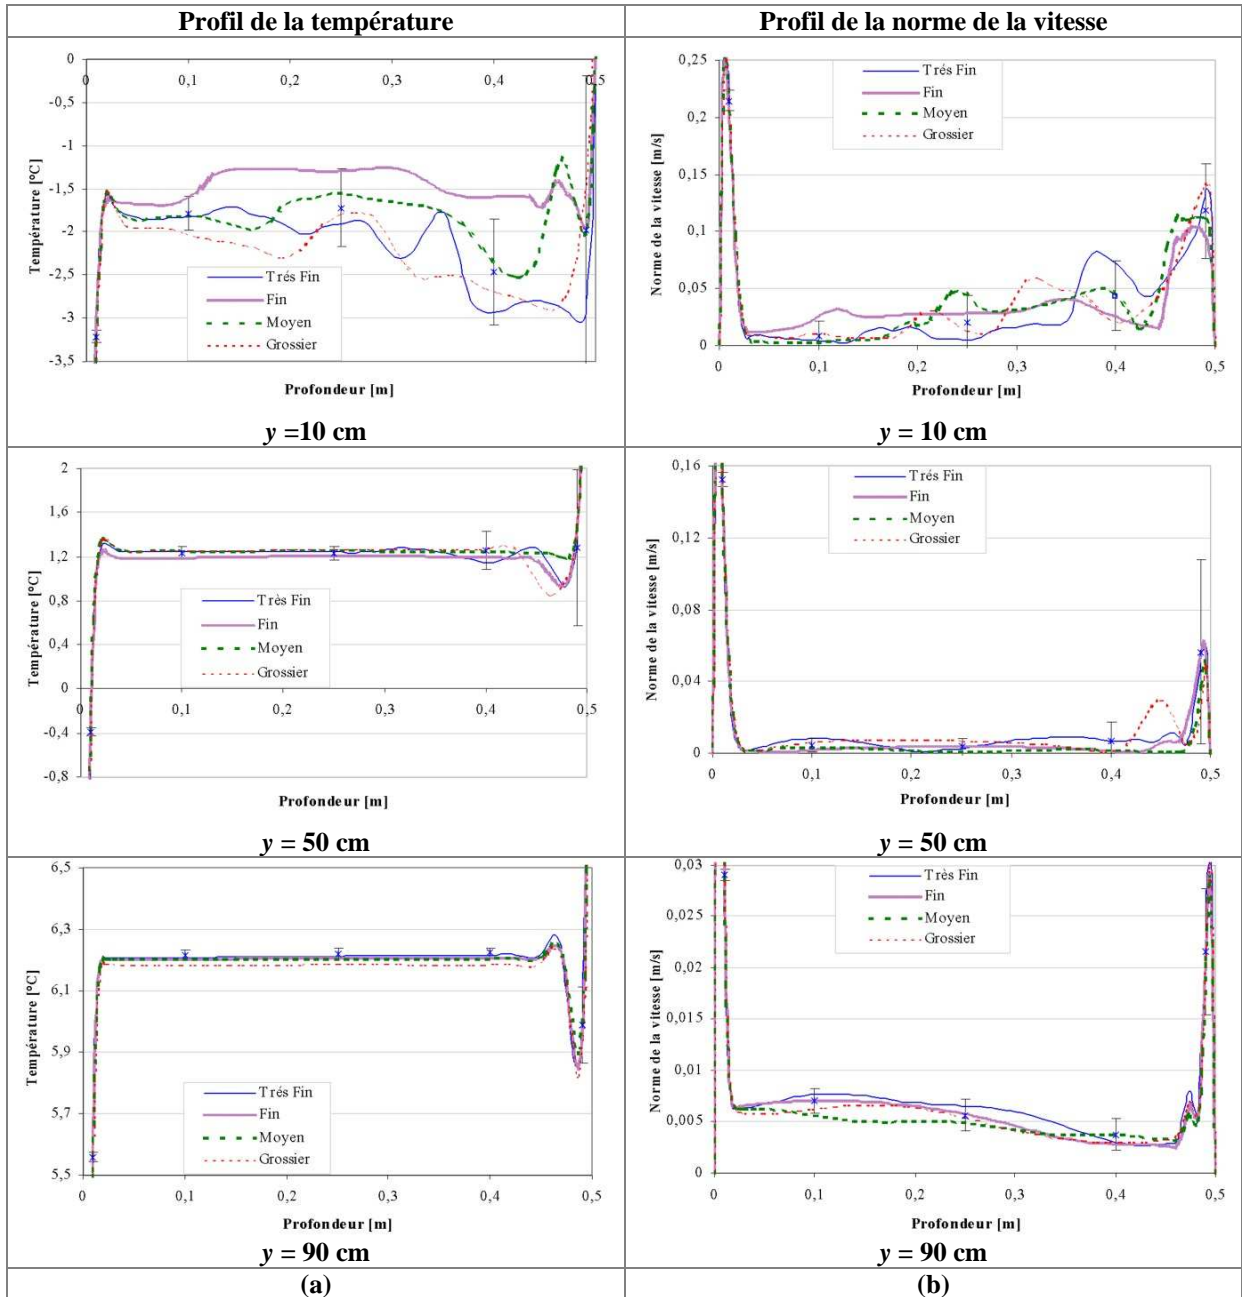 Profil de la température
Profil de la norme de la vitesse
0
0 0,1 0,2 0,3 0,4 0,5
-0,5
-1
-1,5
-2
-2,5
-3
-3,5
Température [°C]
Trés Fin
Fin
Moyen
Grossier
Profondeur [m]
y =10 cm
0,25
0,2
0,15
0,1
0,05
0
Norme de la vitesse [m/s]
Trés Fin
Fin
Moyen
Grossier
0 0,1 0,2 0,3 0,4 0,5
Profondeur [m]
y = 10 cm
2
1,6
1,2
0,8
0,4
0
-0,4
-0,8
Température [°C]
Très Fin
Fin
Moyen
Grossier
0 0,1 0,2 0,3 0,4 0,5
Profondeur [m]
y = 50 cm
0,16
0,12
0,08
0,04
0
Norme de la vitesse [m/s]
Trés Fin
Fin
Moyen
Grossier
0 0,1 0,2 0,3 0,4 0,5
Profondeur [m]
y = 50 cm
6,5
6,3
6,1
5,9
5,7
5,5
Température [°C]
Trés Fin
Fin
Moyen
Grossier
0 0,1 0,2 0,3 0,4 0,5
Profondeur [m]
y = 90 cm
0,03
0,025
0,02
0,015
0,01
0,005
0
Norme de la vitesse [m/s]
Très Fin
Fin
Moyen
Grossier
0 0,1 0,2 0,3 0,4 0,5
Profondeur [m]
y = 90 cm
(a)
(b)